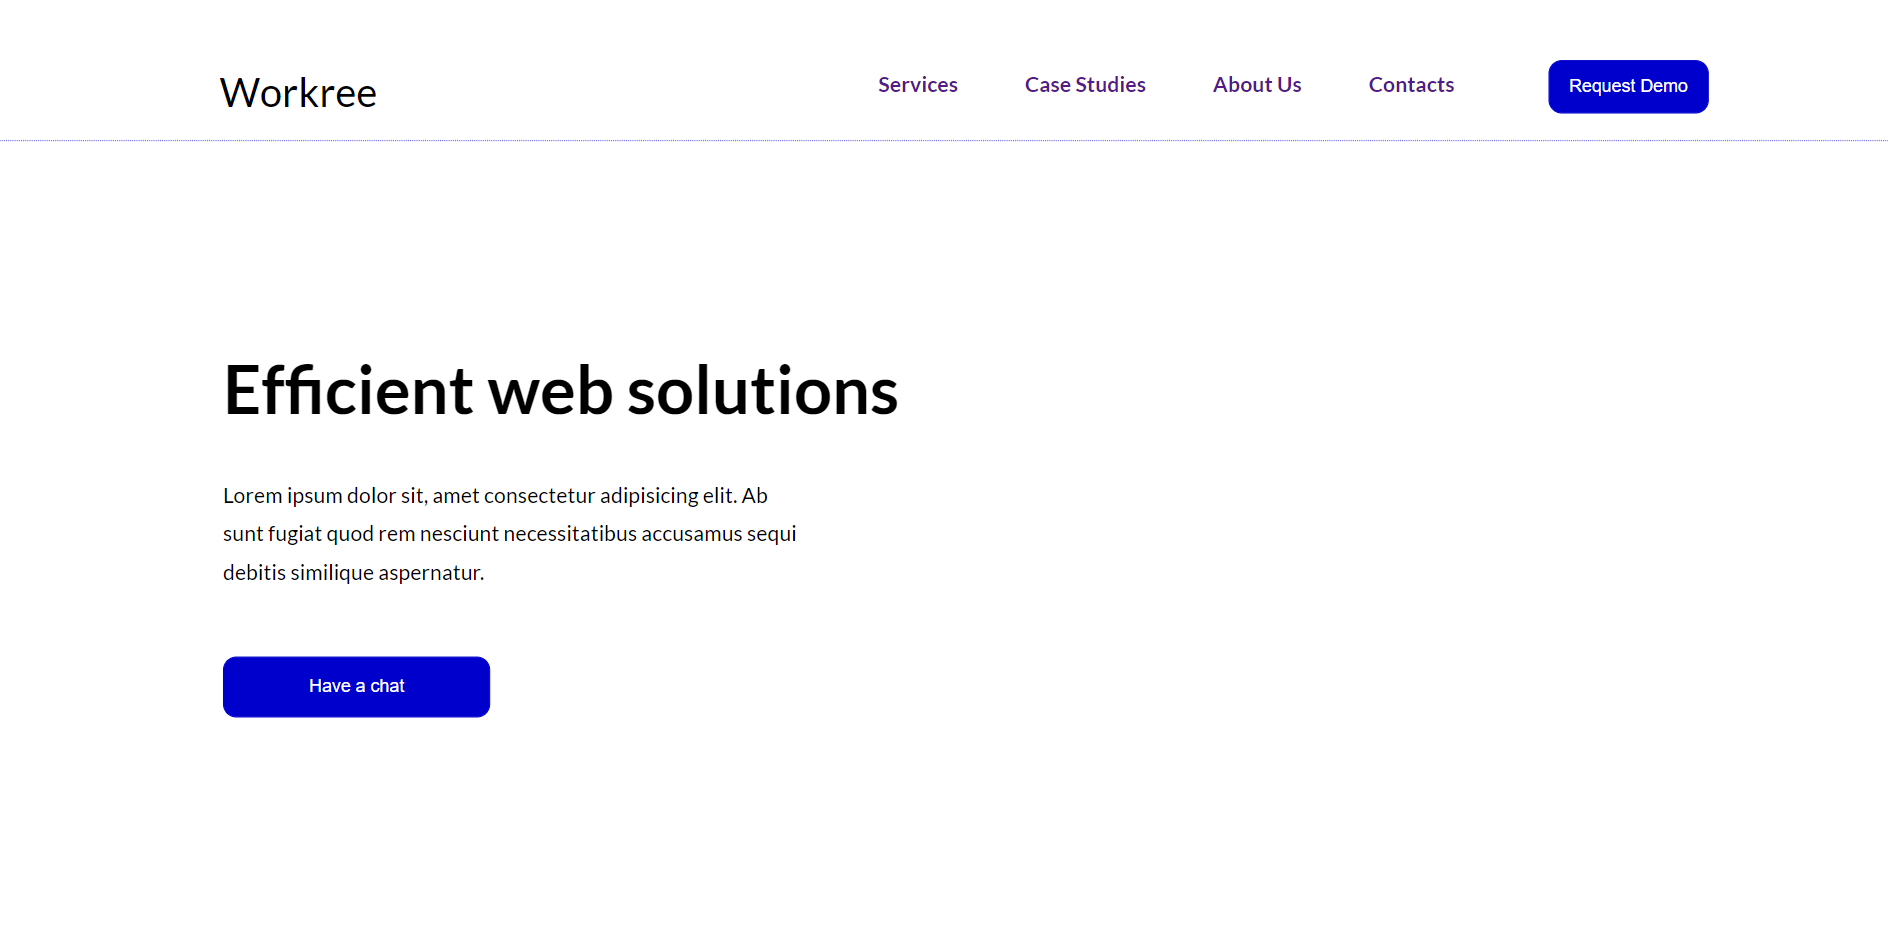 Workree
Services
Case Studies
About Us
Contacts
Request Demo
Efficient web solutions
Lorem ipsum dolor sit, amet consectetur adipisicing elit. Ab
sunt fugiat quod rem nesciunt necessitatibus accusamus sequi
debitis similique aspernatur.
Have a chat